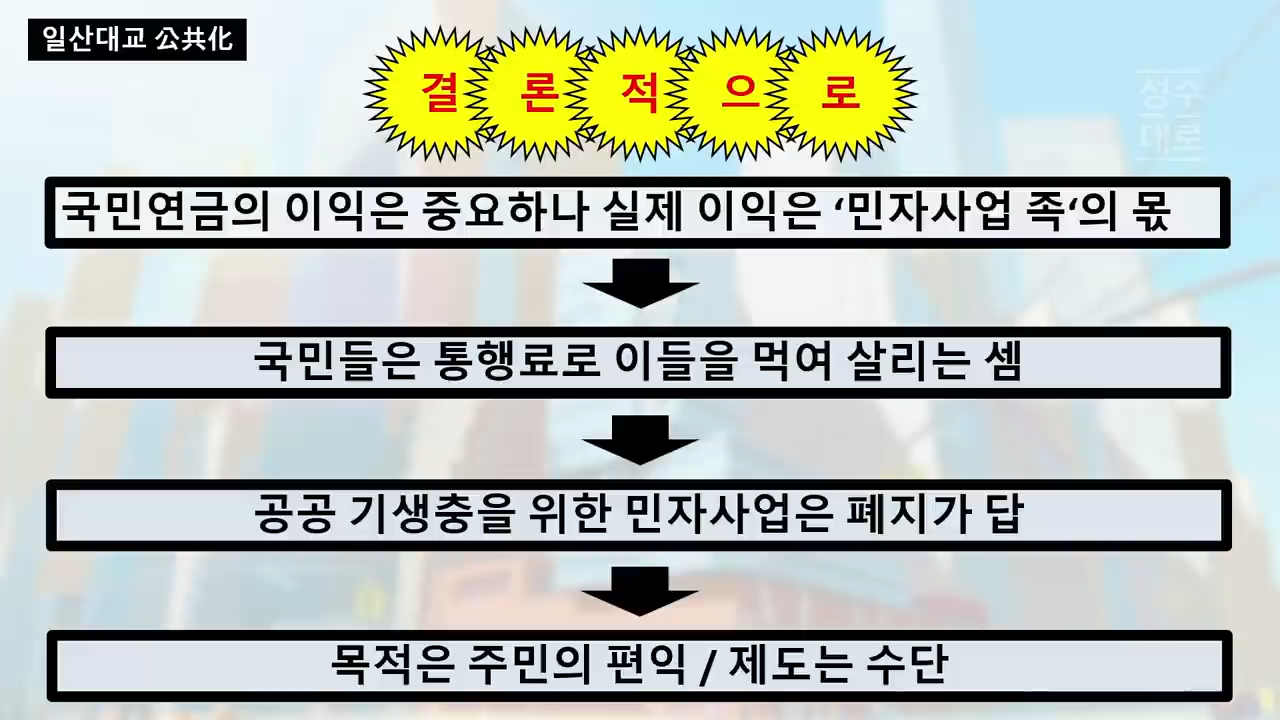 일산대교 公共化
결론적으로
성수
대로
국민연금의 이익은 중요하나 실제 이익은 ‘민자사업 족‘의 몫
국민들은 통행료로 이들을 먹여 살리는 셈
공공 기생충을 위한 민자사업은 폐지가 답
목적은 주민의 편익 / 제도는 수단